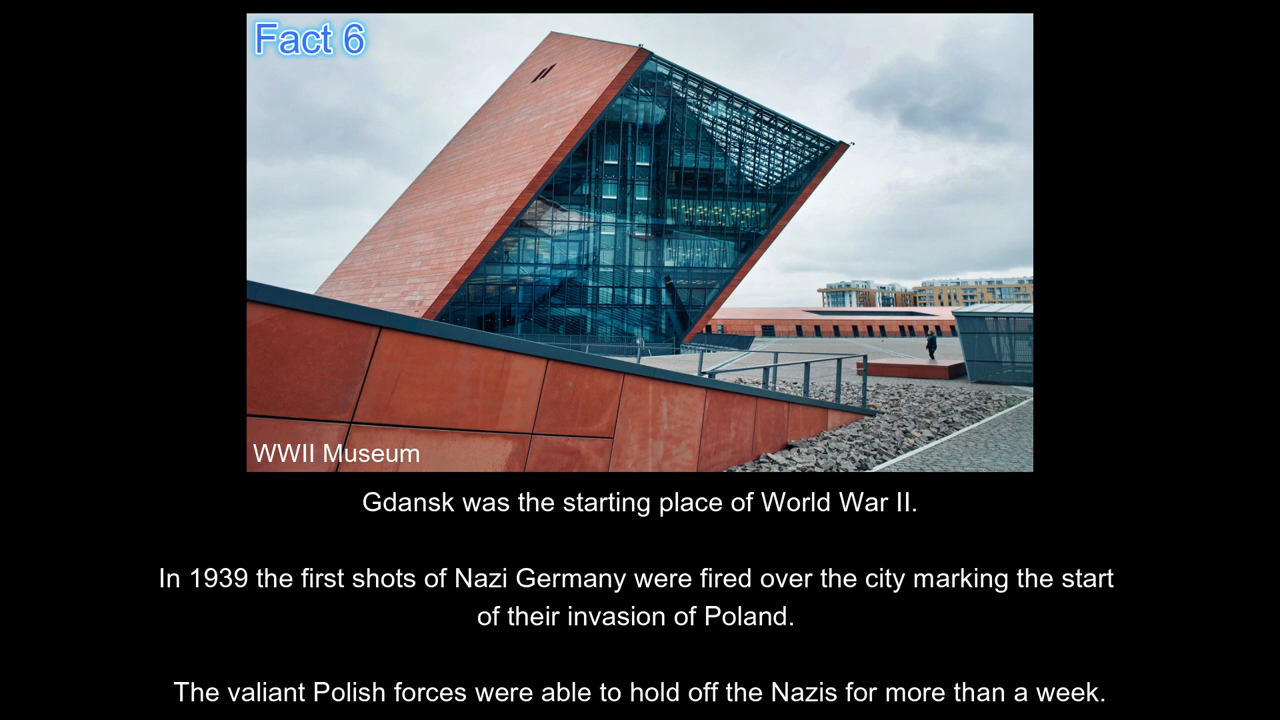 Fact 6
WWII Museum
Gdansk was the starting place of World War II.
In 1939 the first shots of Nazi Germany were fired over the city marking the start
of their invasion of Poland.
The valiant Polish forces were able to hold off the Nazis for more than a week.